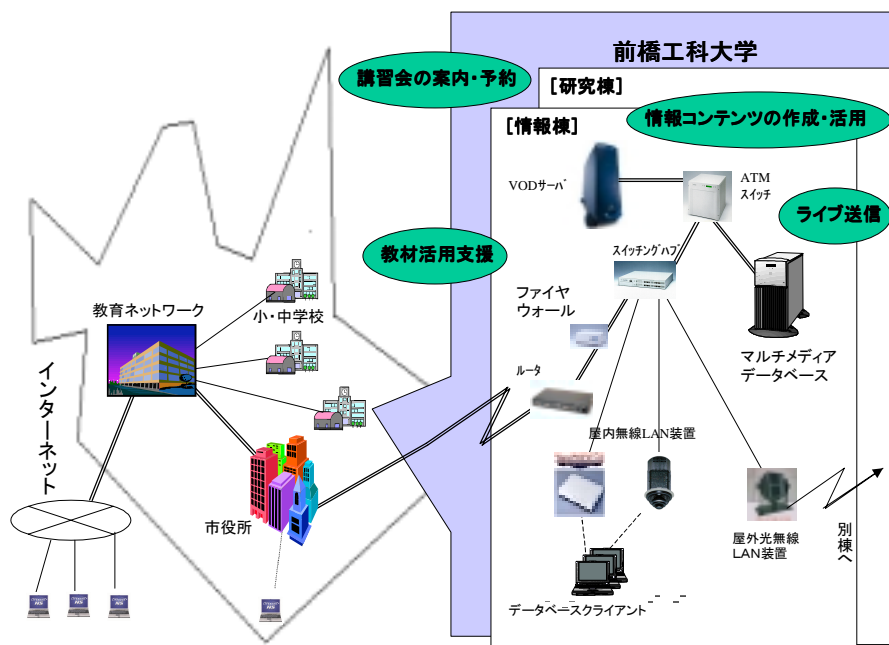 前橋工科大学
講習会の案内・予約
[研究棟]
情報コンテンツの作成・活用
[情報棟]
VODサーバ
ATM
スイッチ
ライブ送信
教材活用支援
スイッチングハブ
教育ネットワーク
小・中学校
ファイヤ
ウォール
マルチメディア
データベース
インターネット
ルータ
屋内無線LAN装置
市役所
屋外光無線
LAN装置
別棟へ
データベースクライアント